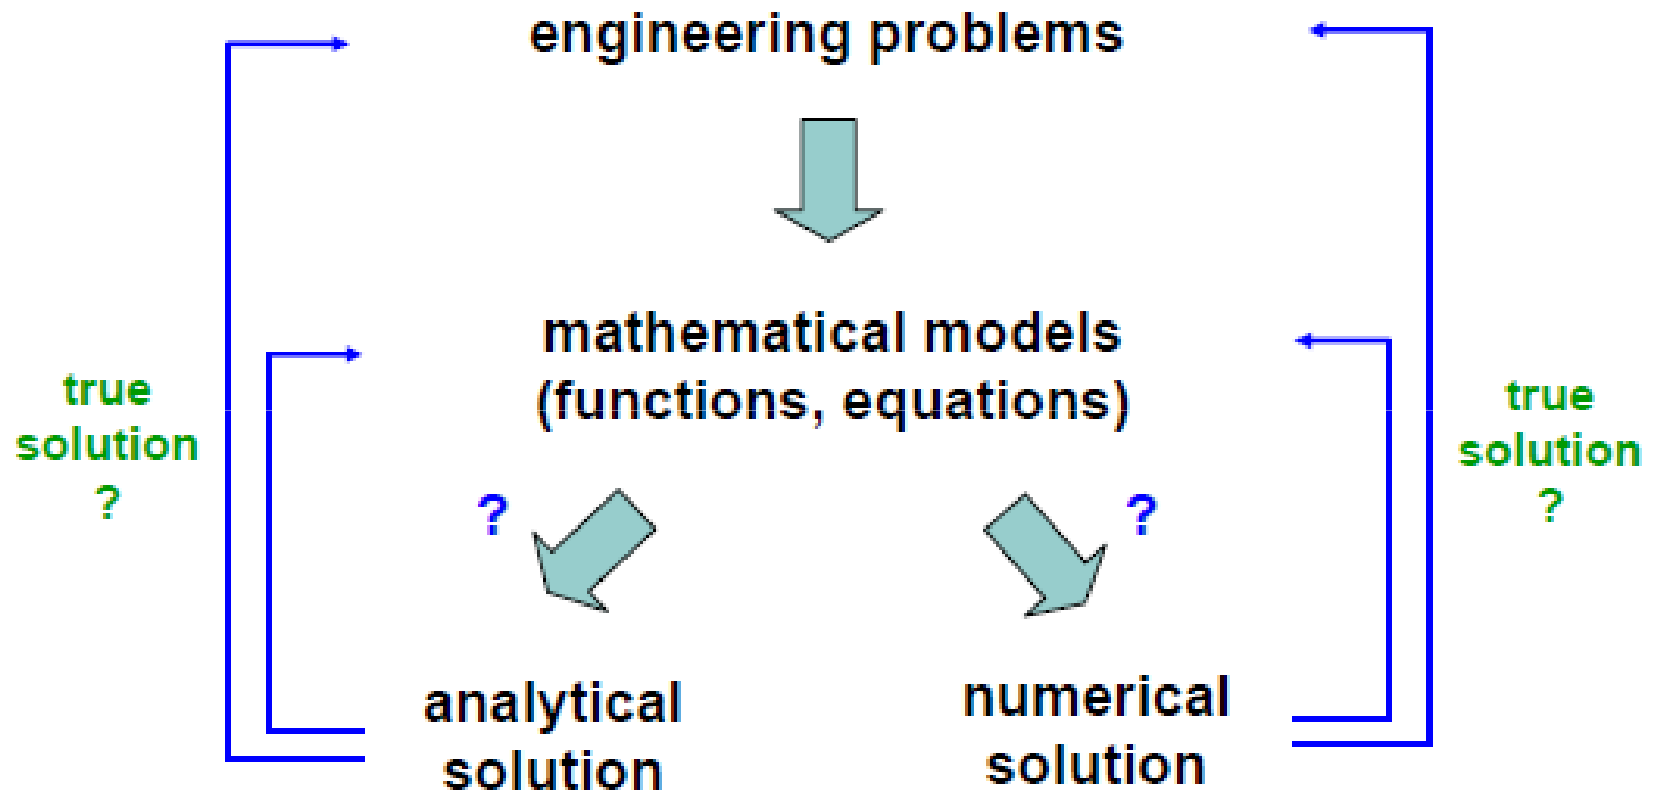 engineering problems
mathematical models
(functions, equations)
true
solution
?
true
solution
?
?
?
analytical
solution
numerical
solution